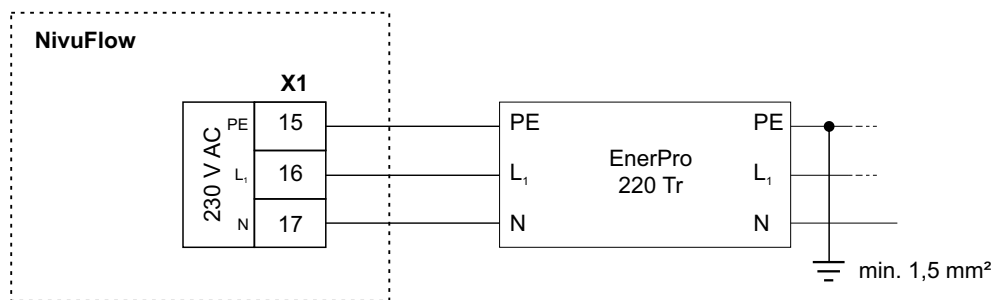 NivuFlow
X1
230 V AC
PE 15
L₁ 16
N 17
PE
L₁
N
EnerPro
220 Tr
PE
L₁
N
min. 1,5 mm²